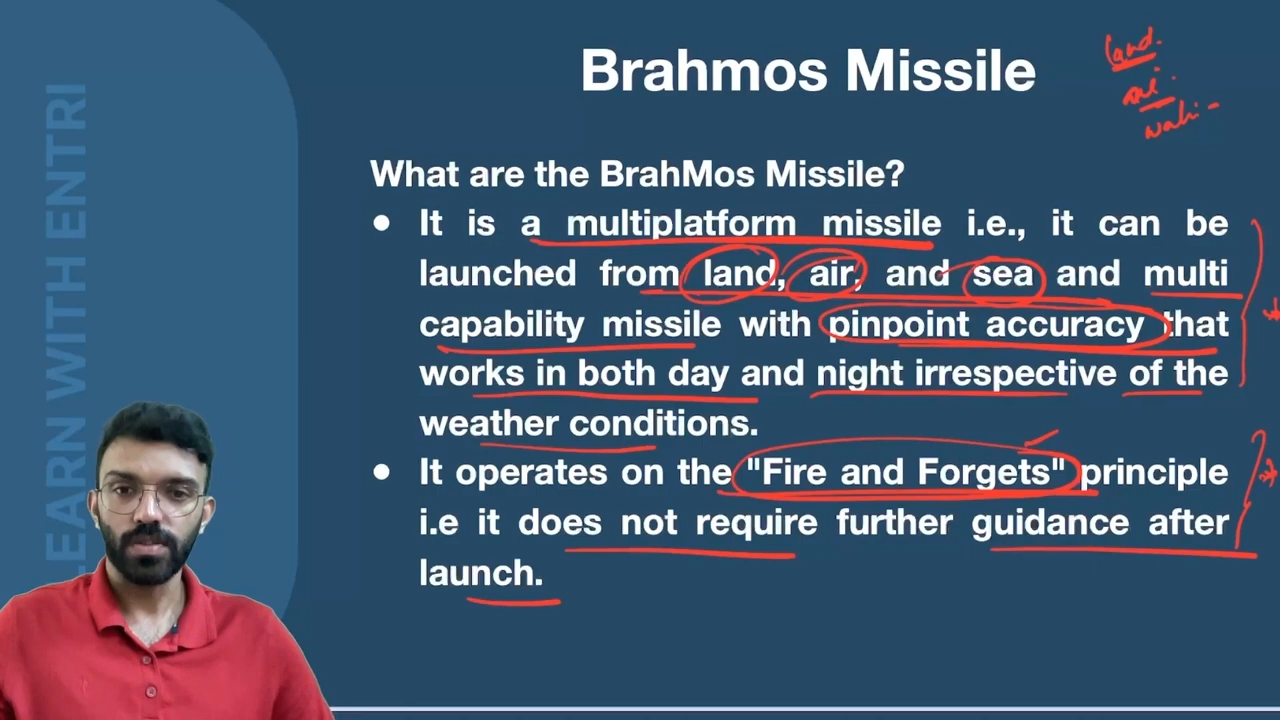 Brahmos Missile
land.
LEARN WITH ENTRI
What are the BrahMos Missile?
• It is a multiplatform missile i.e., it can be
launched from land, air, and sea and multi
capability missile with pinpoint accuracy that
works in both day and night irrespective of the
weather conditions.
• It operates on the "Fire and Forgets" principle
i.e it does not require further guidance after
launch.